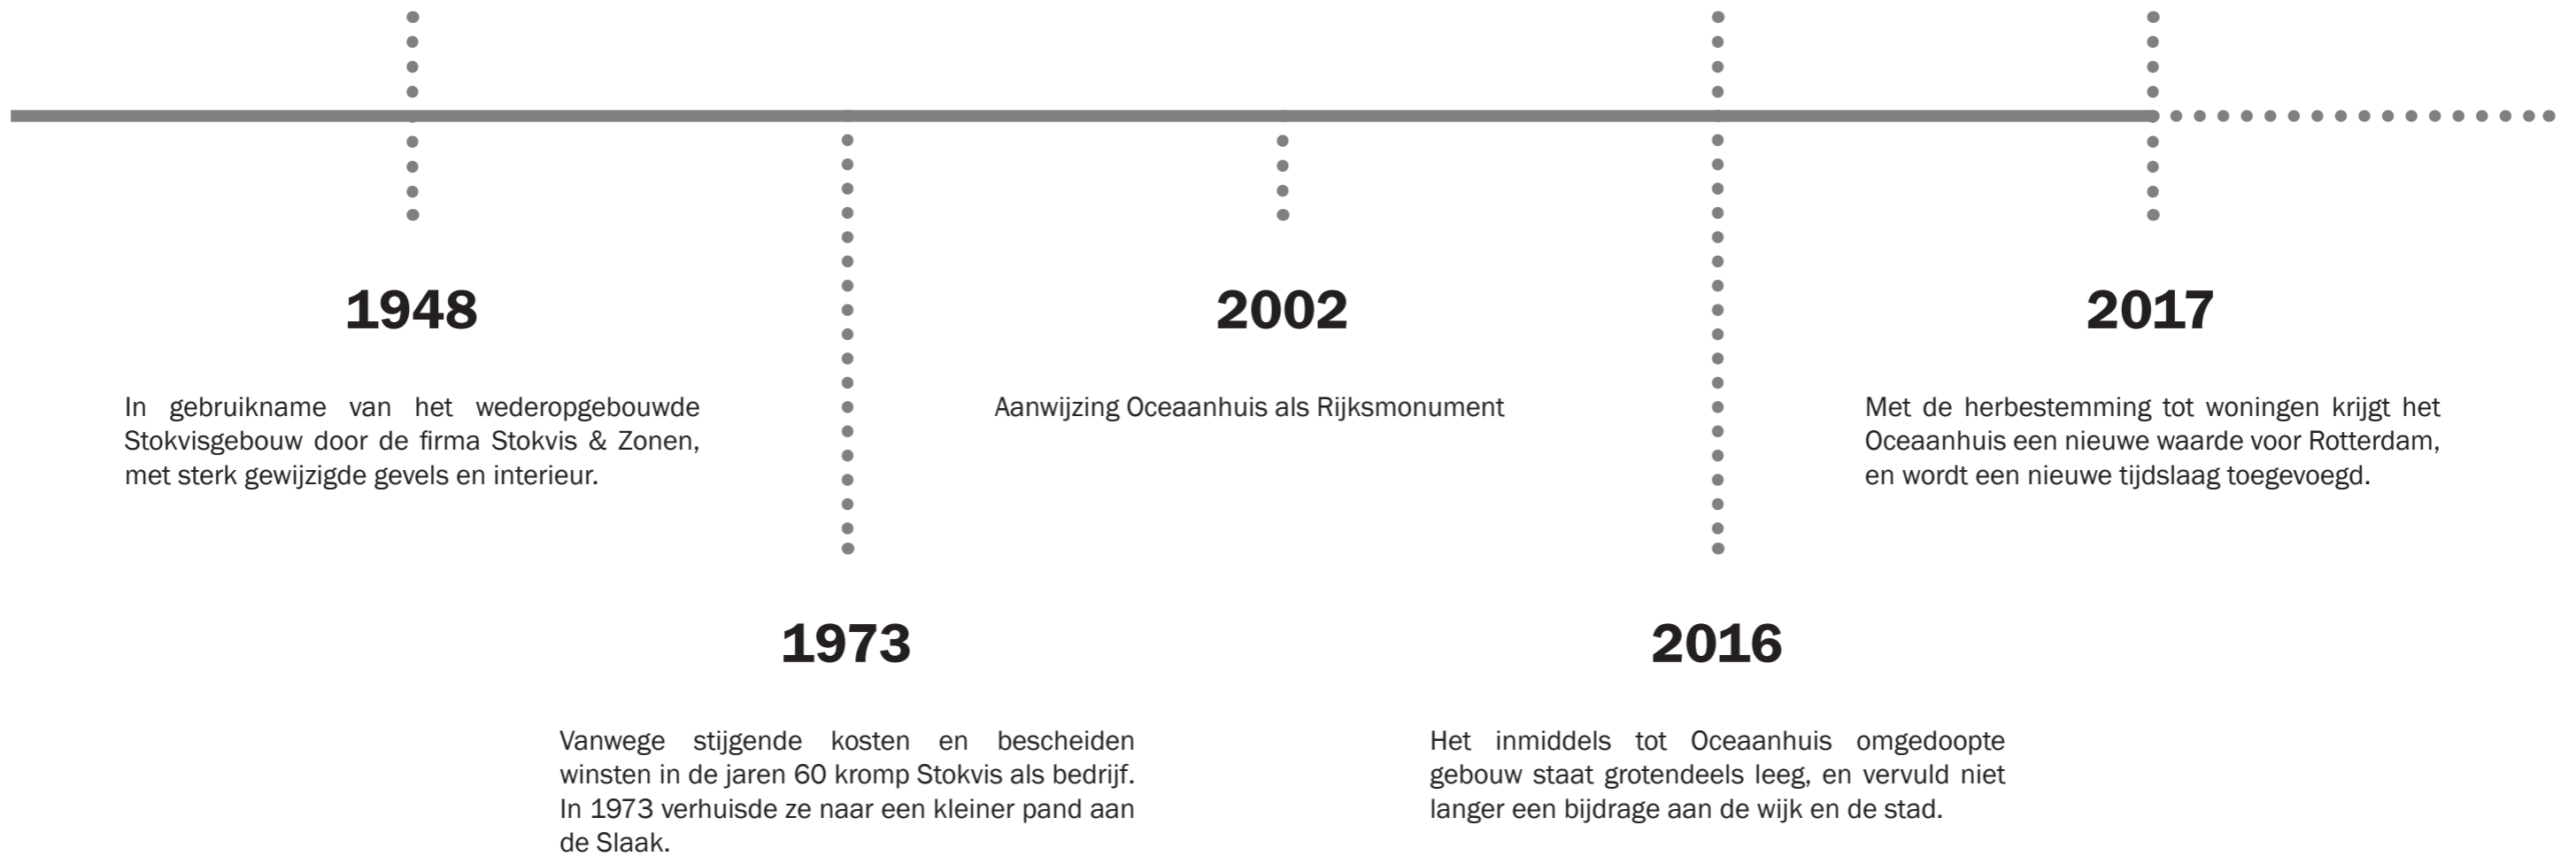 1948
In gebruikname van het wederopgebouwde
Stokvisgebouw door de firma Stokvis & Zonen,
met sterk gewijzigde gevels en interieur.
1973
Vanwege stijgende kosten en bescheiden
winsten in de jaren 60 kromp Stokvis als bedrijf.
In 1973 verhuisde ze naar een kleiner pand aan
de Slaak.
2002
Aanwijzing Oceaanhuis als Rijksmonument
2016
Het inmiddels tot Oceaanhuis omgedoopte
gebouw staat grotendeels leeg, en vervuld niet
langer een bijdrage aan de wijk en de stad.
2017
Met de herbestemming tot woningen krijgt het
Oceaanhuis een nieuwe waarde voor Rotterdam,
en wordt een nieuwe tijdslaag toegevoegd.